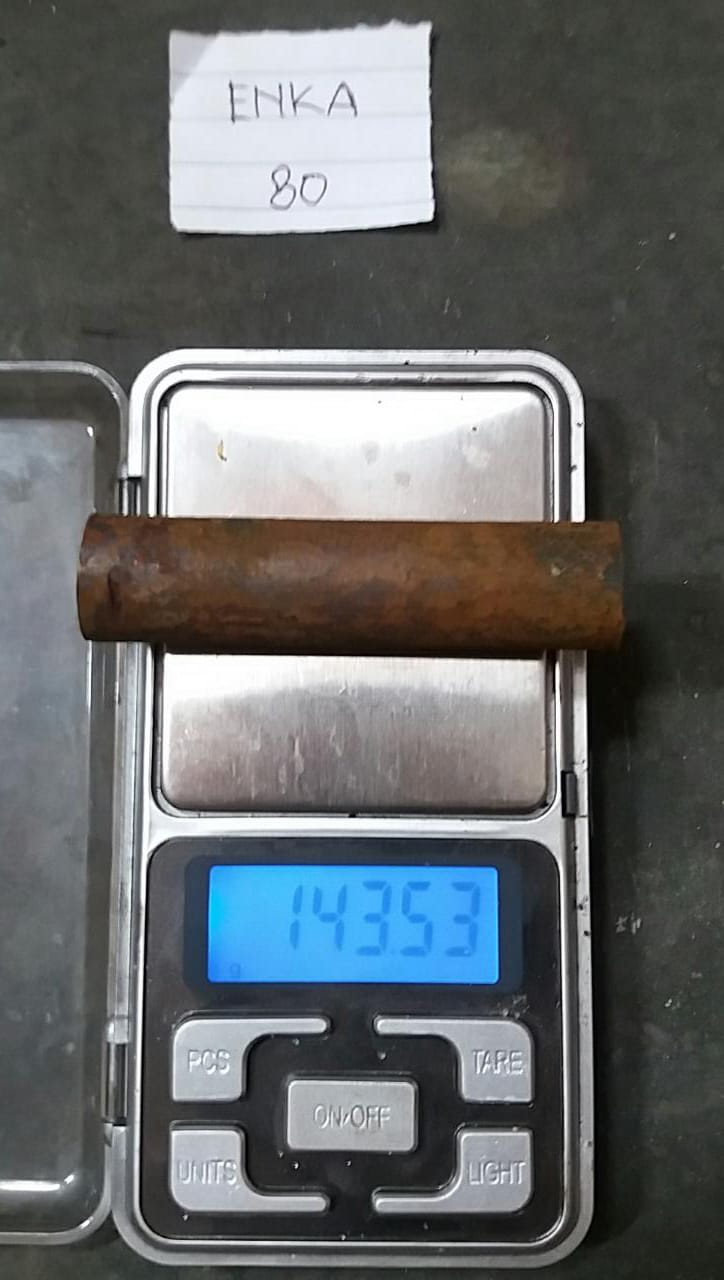 ENKA
80
143.53
g
PCS
TARE
ON/OFF
UNITS
LIGHT